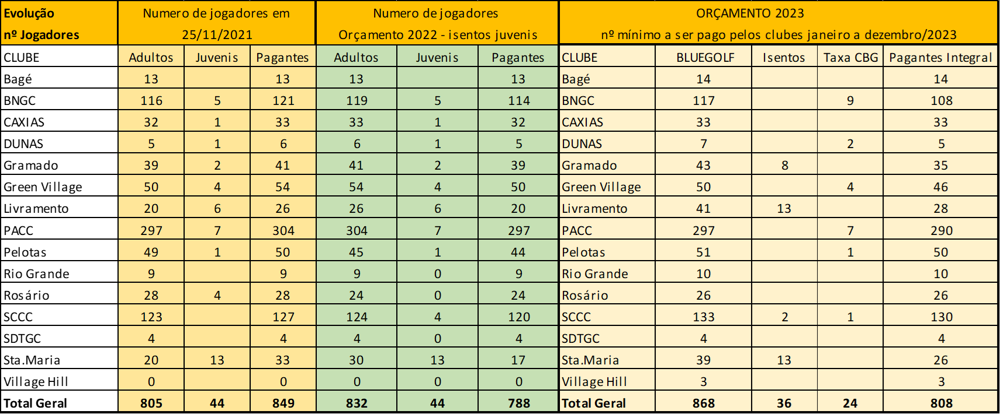 Evolução Numero de jogadores em Numero de jogadores ORÇAMENTO 2023
nº Jogadores 25/11/2021 Orçamento 2022 - isentos juvenis nº mínimo a ser pago pelos clubes janeiro a dezembro/2023
CLUBE Adultos Juvenis Pagantes Adultos Juvenis Pagantes CLUBE BLUEGOLF Isentos Taxa CBG Pagantes Integral
Bagé 13 13 13 13 Bagé 14 14
BNGC 116 5 121 119 5 114 BNGC 117 9 108
CAXIAS 32 1 33 33 1 32 CAXIAS 33 33
DUNAS 5 1 6 6 1 5 DUNAS 7 2 5
Gramado 39 2 41 41 2 39 Gramado 43 8 35
Green Village 50 4 54 54 4 50 Green Village 50 4 46
Livramento 20 6 26 26 6 20 Livramento 41 13 28
PACC 297 7 304 304 7 297 PACC 297 7 290
Pelotas 49 1 50 45 1 44 Pelotas 51 1 50
Rio Grande 9 9 9 0 9 Rio Grande 10 10
Rosário 28 4 28 24 0 24 Rosário 26 26
SCCC 123 127 124 4 120 SCCC 133 2 1 130
SDTGC 4 4 4 0 4 SDTGC 4 4
Sta.Maria 20 13 33 30 13 17 Sta.Maria 39 13 26
Village Hill 0 0 0 0 0 Village Hill 3 3
Total Geral 805 44 849 832 44 788 Total Geral 868 36 24 808